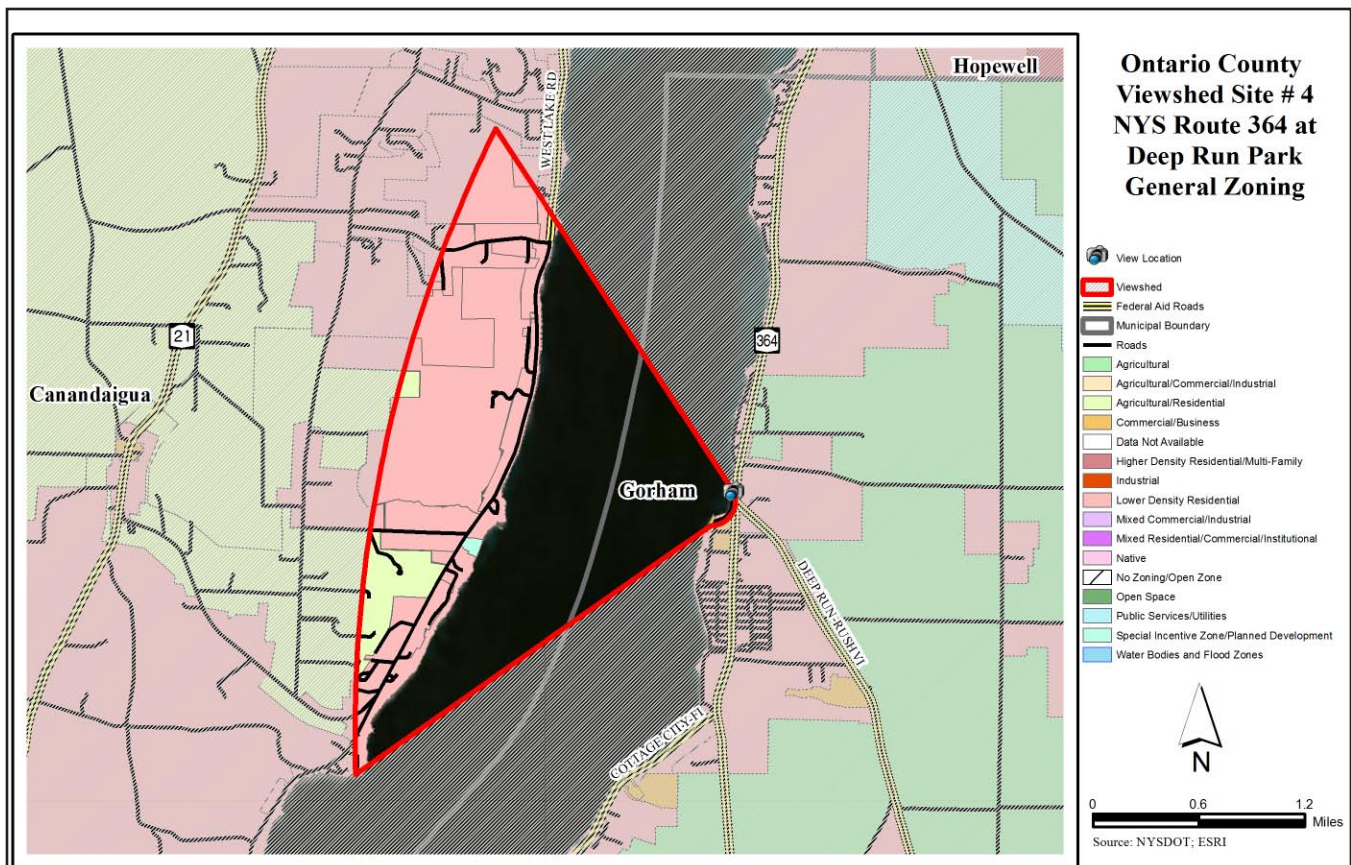 Hopewell
WEST LAKE RD
21
364
Canandaigua
Gorham
DEEP RUN-RUSHVI
COTTAGE CITY-FI
Ontario County
Viewshed Site # 4
NYS Route 364 at
Deep Run Park
General Zoning
View Location
Viewshed
Federal Aid Roads
Municipal Boundary
Roads
Agricultural
Agricultural/Commercial/Industrial
Agricultural/Residential
Commercial/Business
Data Not Available
Higher Density Residential/Multi-Family
Industrial
Lower Density Residential
Mixed Commercial/Industrial
Mixed Residential/Commercial/Institutional
Native
No Zoning/Open Zone
Open Space
Public Services/Utilities
Special Incentive Zone/Planned Development
Water Bodies and Flood Zones
N
0 0.6 1.2
Miles
Source: NYSDOT; ESRI